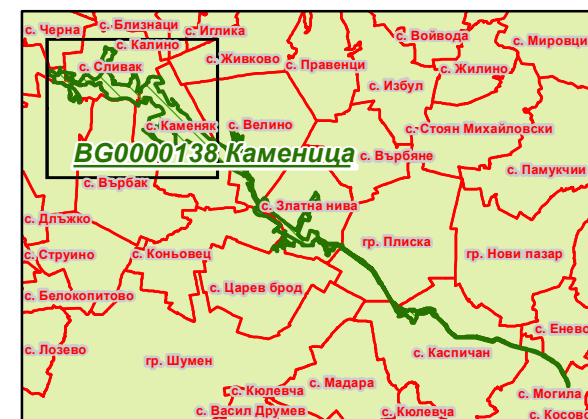 с. Черна
с. Близнаци
с. Иглика
с. Войвода
с. Мировци
с. Калино
с. Живково
с. Правенци
с. Сливак
с. Жилино
с. Избул
с. Каменяк
с. Велино
с. Стоян Михайловски
BG0000138 Каменица
с. Върбяне
с. Памукчии
с. Върбак
с. Златна нива
с. Длъжко
гр. Плиска
с. Струино
с. Коньовец
гр. Нови пазар
с. Царев брод
с. Белокопитово
с. Енево
с. Лозево
гр. Шумен
с. Каспичан
с. Мадара
с. Кюлевча
с. Могила
с. Васил Друмев
с. Кюлевча
с. Косово